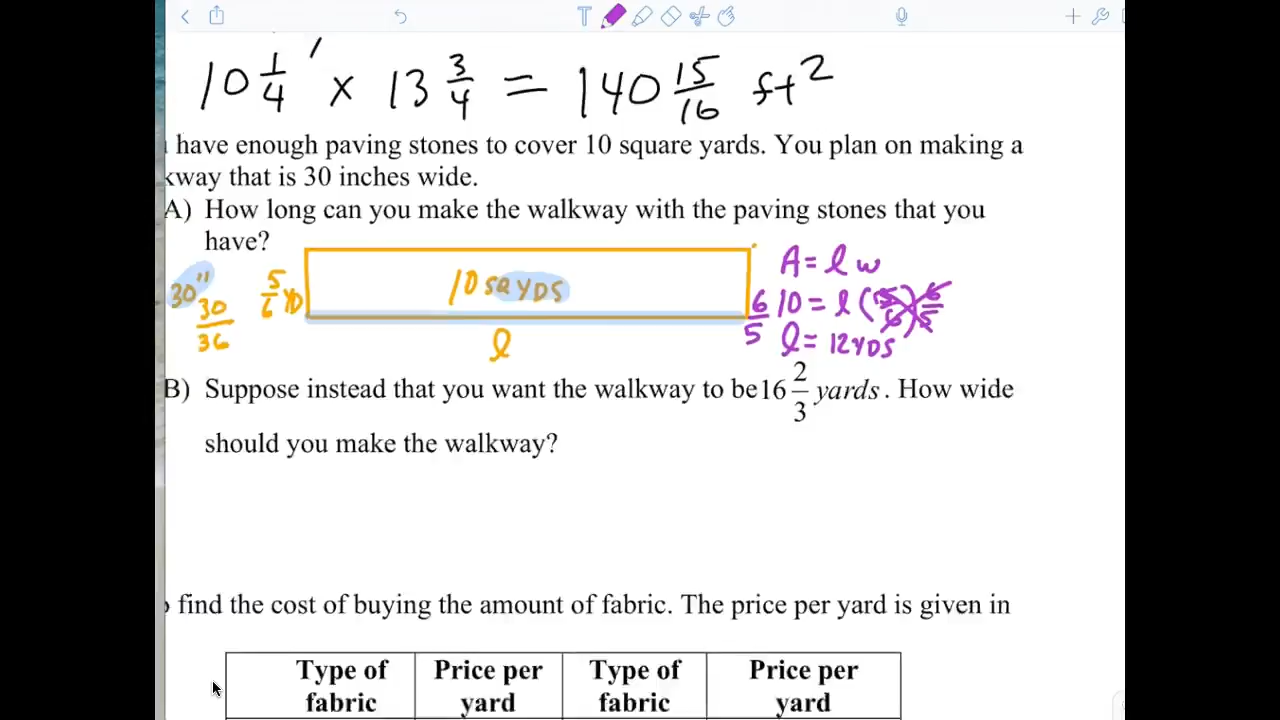 10 1/4 ' x 13 3/4 = 140 15/16 ft²
have enough paving stones to cover 10 square yards. You plan on making a
kway that is 30 inches wide.
A) How long can you make the walkway with the paving stones that you
have?
30" 30/36 5/6 YD 10 SQ YDS l
A = l w
6/5 10 = l (5/6) 6/5
l = 12 YDS
B) Suppose instead that you want the walkway to be 16 2/3 yards. How wide
should you make the walkway?
find the cost of buying the amount of fabric. The price per yard is given in
Type of fabric Price per yard Type of fabric Price per yard